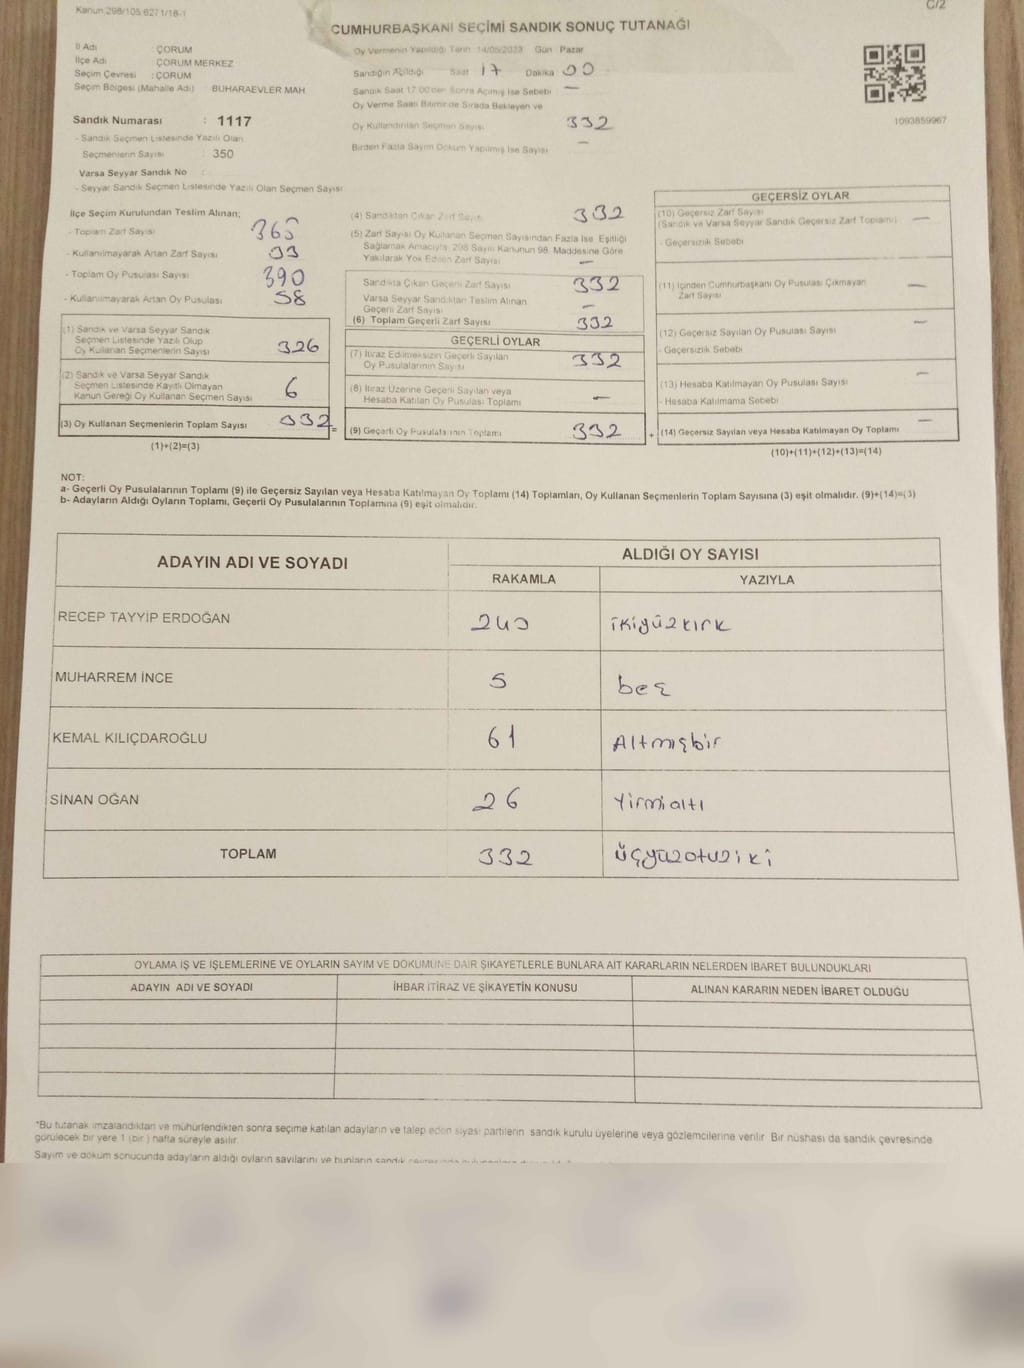 Kanun 298/105.627 1/18-1
C/2
CUMHURBAŞKANI SEÇİMİ SANDIK SONUÇ TUTANAĞI
İl Adı ÇORUM
İlçe Adı ÇORUM MERKEZ
Seçim Çevresi : ÇORUM
Seçim Bölgesi (Mahalle Adı) : BUHARAEVLER MAH.
Sandık Numarası : 1117
- Sandık Seçmen Listesinde Yazılı Olan
Seçmenlerin Sayısı : 350
Varsa Seyyar Sandık No :
- Seyyar Sandık Seçmen Listesinde Yazılı Olan Seçmen Sayısı
Oy Vermenin Yapıldığı Tarih 14/05/2023 Gün Pazar
Sandığın Açıldığı Saat 17 Dakika 00
Sandık Saat 17.00'den Sonra Açılmış İse Sebebi —
Oy Verme Saati Bitiminde Sırada Bekleyen ve
Oy Kullandırılan Seçmen Sayısı 332
Birden Fazla Sayım Döküm Yapılmış İse Sayısı —
1093859967
İlçe Seçim Kurulundan Teslim Alınan;
- Toplam Zarf Sayısı 365
- Kullanılmayarak Artan Zarf Sayısı 33
- Toplam Oy Pusulası Sayısı 390
- Kullanılmayarak Artan Oy Pusulası 58
(1) Sandık ve Varsa Seyyar Sandık
Seçmen Listesinde Yazılı Olup
Oy Kullanan Seçmenlerin Sayısı 326
(2) Sandık ve Varsa Seyyar Sandık
Seçmen Listesinde Kayıtlı Olmayan
Kanun Gereği Oy Kullanan Seçmen Sayısı 6
(3) Oy Kullanan Seçmenlerin Toplam Sayısı 332
(1)+(2)=(3)
(4) Sandıktan Çıkan Zarf Sayısı 332
(5) Zarf Sayısı Oy Kullanan Seçmen Sayısından Fazla İse Eşitliği
Sağlamak Amacıyla, 298 Sayılı Kanunun 98. Maddesine Göre
Yakılarak Yok Edilen Zarf Sayısı —
Sandıkta Çıkan Geçerli Zarf Sayısı 332
Varsa Seyyar Sandıktan Teslim Alınan
Geçerli Zarf Sayısı —
(6) Toplam Geçerli Zarf Sayısı 332
GEÇERLİ OYLAR
(7) İtiraz Edilmeksizin Geçerli Sayılan
Oy Pusulalarının Sayısı 332
(8) İtiraz Üzerine Geçerli Sayılan veya
Hesaba Katılan Oy Pusulası Toplamı —
= (9) Geçerli Oy Pusulalarının Toplamı 332
GEÇERSİZ OYLAR
(10) Geçersiz Zarf Sayısı
(Sandık ve Varsa Seyyar Sandık Geçersiz Zarf Toplamı) —
- Geçersizlik Sebebi
(11) İçinden Cumhurbaşkanı Oy Pusulası Çıkmayan
Zarf Sayısı —
(12) Geçersiz Sayılan Oy Pusulası Sayısı —
- Geçersizlik Sebebi
(13) Hesaba Katılmayan Oy Pusulası Sayısı —
- Hesaba Katılmama Sebebi
+ (14) Geçersiz Sayılan veya Hesaba Katılmayan Oy Toplamı —
(10)+(11)+(12)+(13)=(14)
NOT:
a- Geçerli Oy Pusulalarının Toplamı (9) ile Geçersiz Sayılan veya Hesaba Katılmayan Oy Toplamı (14) Toplamları, Oy Kullanan Seçmenlerin Toplam Sayısına (3) eşit olmalıdır. (9)+(14)=(3)
b- Adayların Aldığı Oyların Toplamı, Geçerli Oy Pusulalarının Toplamına (9) eşit olmalıdır.
ADAYIN ADI VE SOYADI ALDIĞI OY SAYISI
RAKAMLA YAZIYLA
RECEP TAYYİP ERDOĞAN 240 ikiyüzkırk
MUHARREM İNCE 5 beş
KEMAL KILIÇDAROĞLU 61 Altmışbir
SİNAN OĞAN 26 Yirmialtı
TOPLAM 332 üçyüzotuziki
OYLAMA İŞ VE İŞLEMLERİNE VE OYLARIN SAYIM VE DÖKÜMÜNE DAİR ŞİKAYETLERLE BUNLARA AİT KARARLARIN NELERDEN İBARET BULUNDUKLARI
ADAYIN ADI VE SOYADI İHBAR İTİRAZ VE ŞİKAYETİN KONUSU ALINAN KARARIN NEDEN İBARET OLDUĞU
*Bu tutanak imzalandıktan ve mühürlendikten sonra seçime katılan adayların ve talep eden siyasi partilerin sandık kurulu üyelerine veya gözlemcilerine verilir. Bir nüshası da sandık çevresinde
görülecek bir yere 1 (bir) hafta süreyle asılır.
Sayım ve döküm sonucunda adayların aldığı oyların sayılarını ve bunların sandık